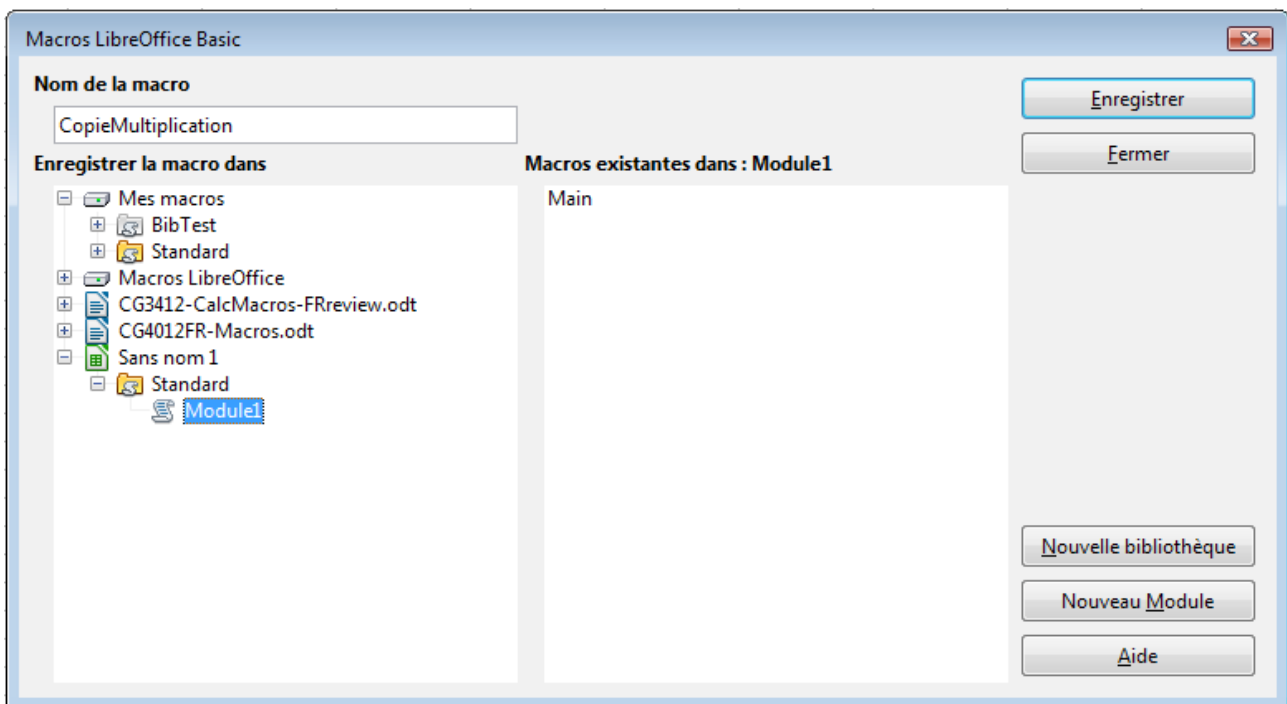 Macros LibreOffice Basic
Nom de la macro
CopieMultiplication
Enregistrer la macro dans
Mes macros
BibTest
Standard
Macros LibreOffice
CG3412-CalcMacros-FRreview.odt
CG4012FR-Macros.odt
Sans nom 1
Standard
Module1
Macros existantes dans : Module1
Main
Enregistrer
Fermer
Nouvelle bibliothèque
Nouveau Module
Aide